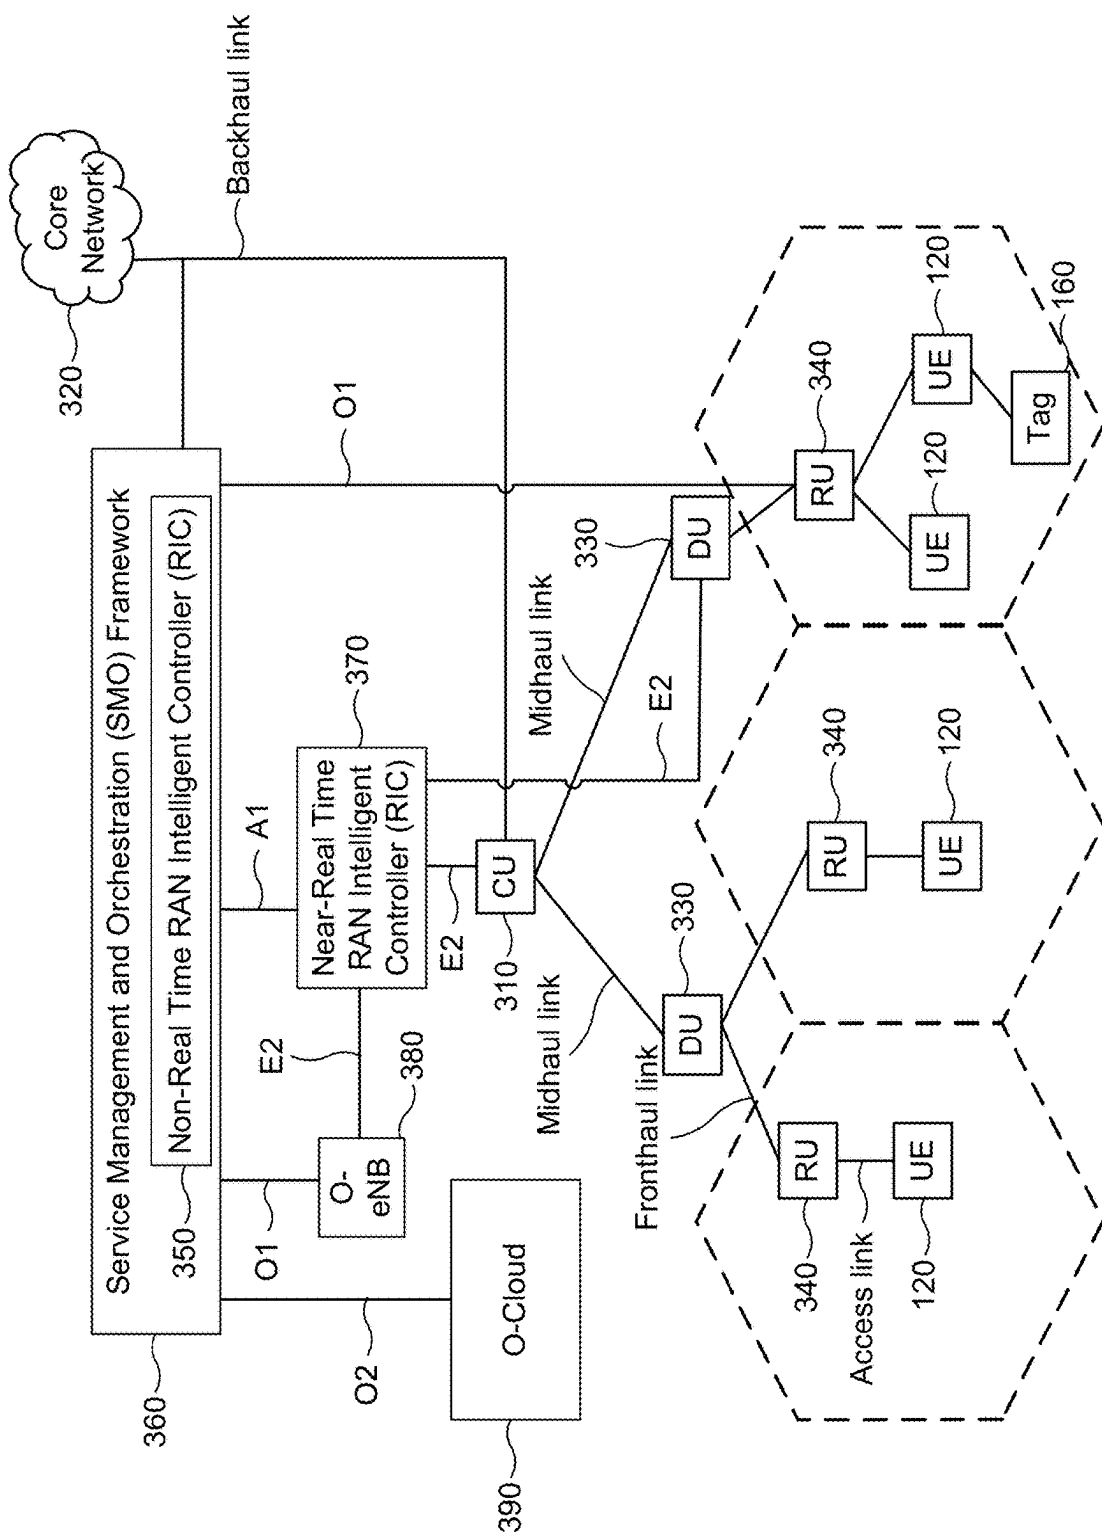 360
Service Management and Orchestration (SMO) Framework
350
Non-Real Time RAN Intelligent Controller (RIC)
320
Core
Network
Backhaul link
O2
O1
A1
O1
390
O-Cloud
O-
eNB
380
E2
Near-Real Time
RAN Intelligent
Controller (RIC)
370
E2
310
CU
E2
Midhaul link
Midhaul link
330
DU
330
DU
Fronthaul link
340
RU
Access link
120
UE
340
RU
120
UE
340
RU
120
UE
120
UE
160
Tag